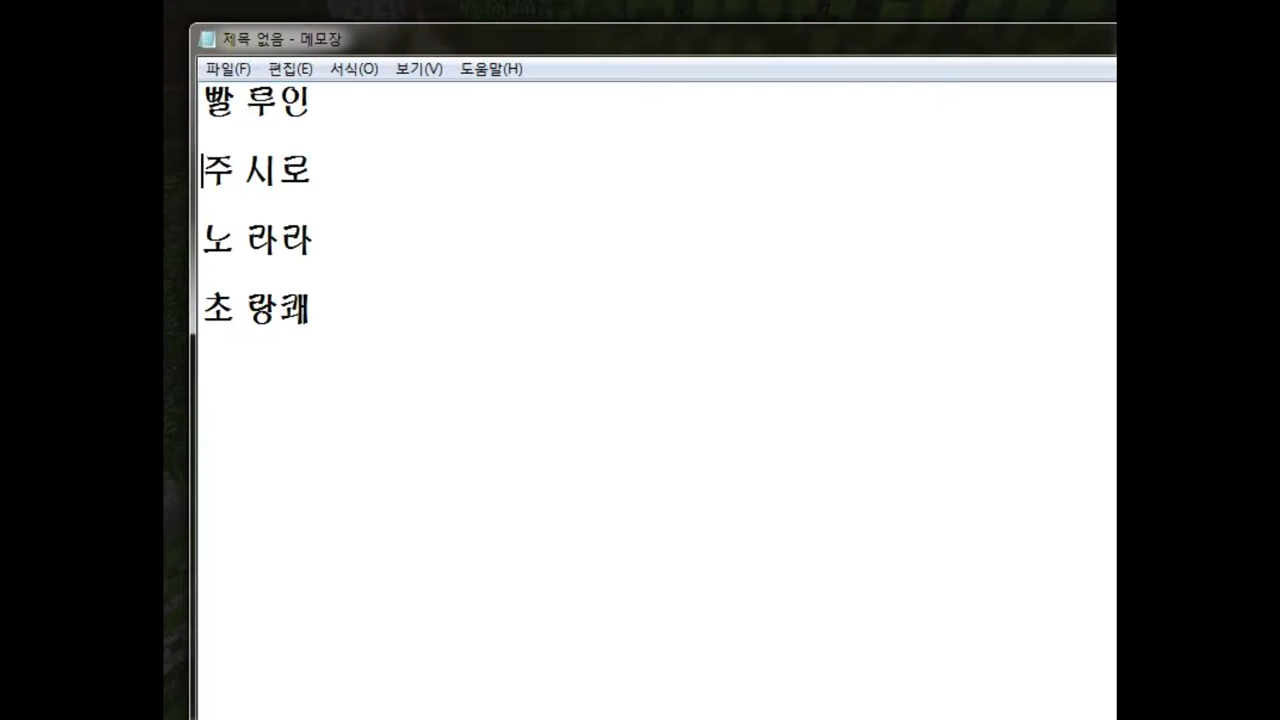 제목 없음 - 메모장
파일(F) 편집(E) 서식(O) 보기(V) 도움말(H)
빨 루인
주 시로
노 라라
초 랑쾌